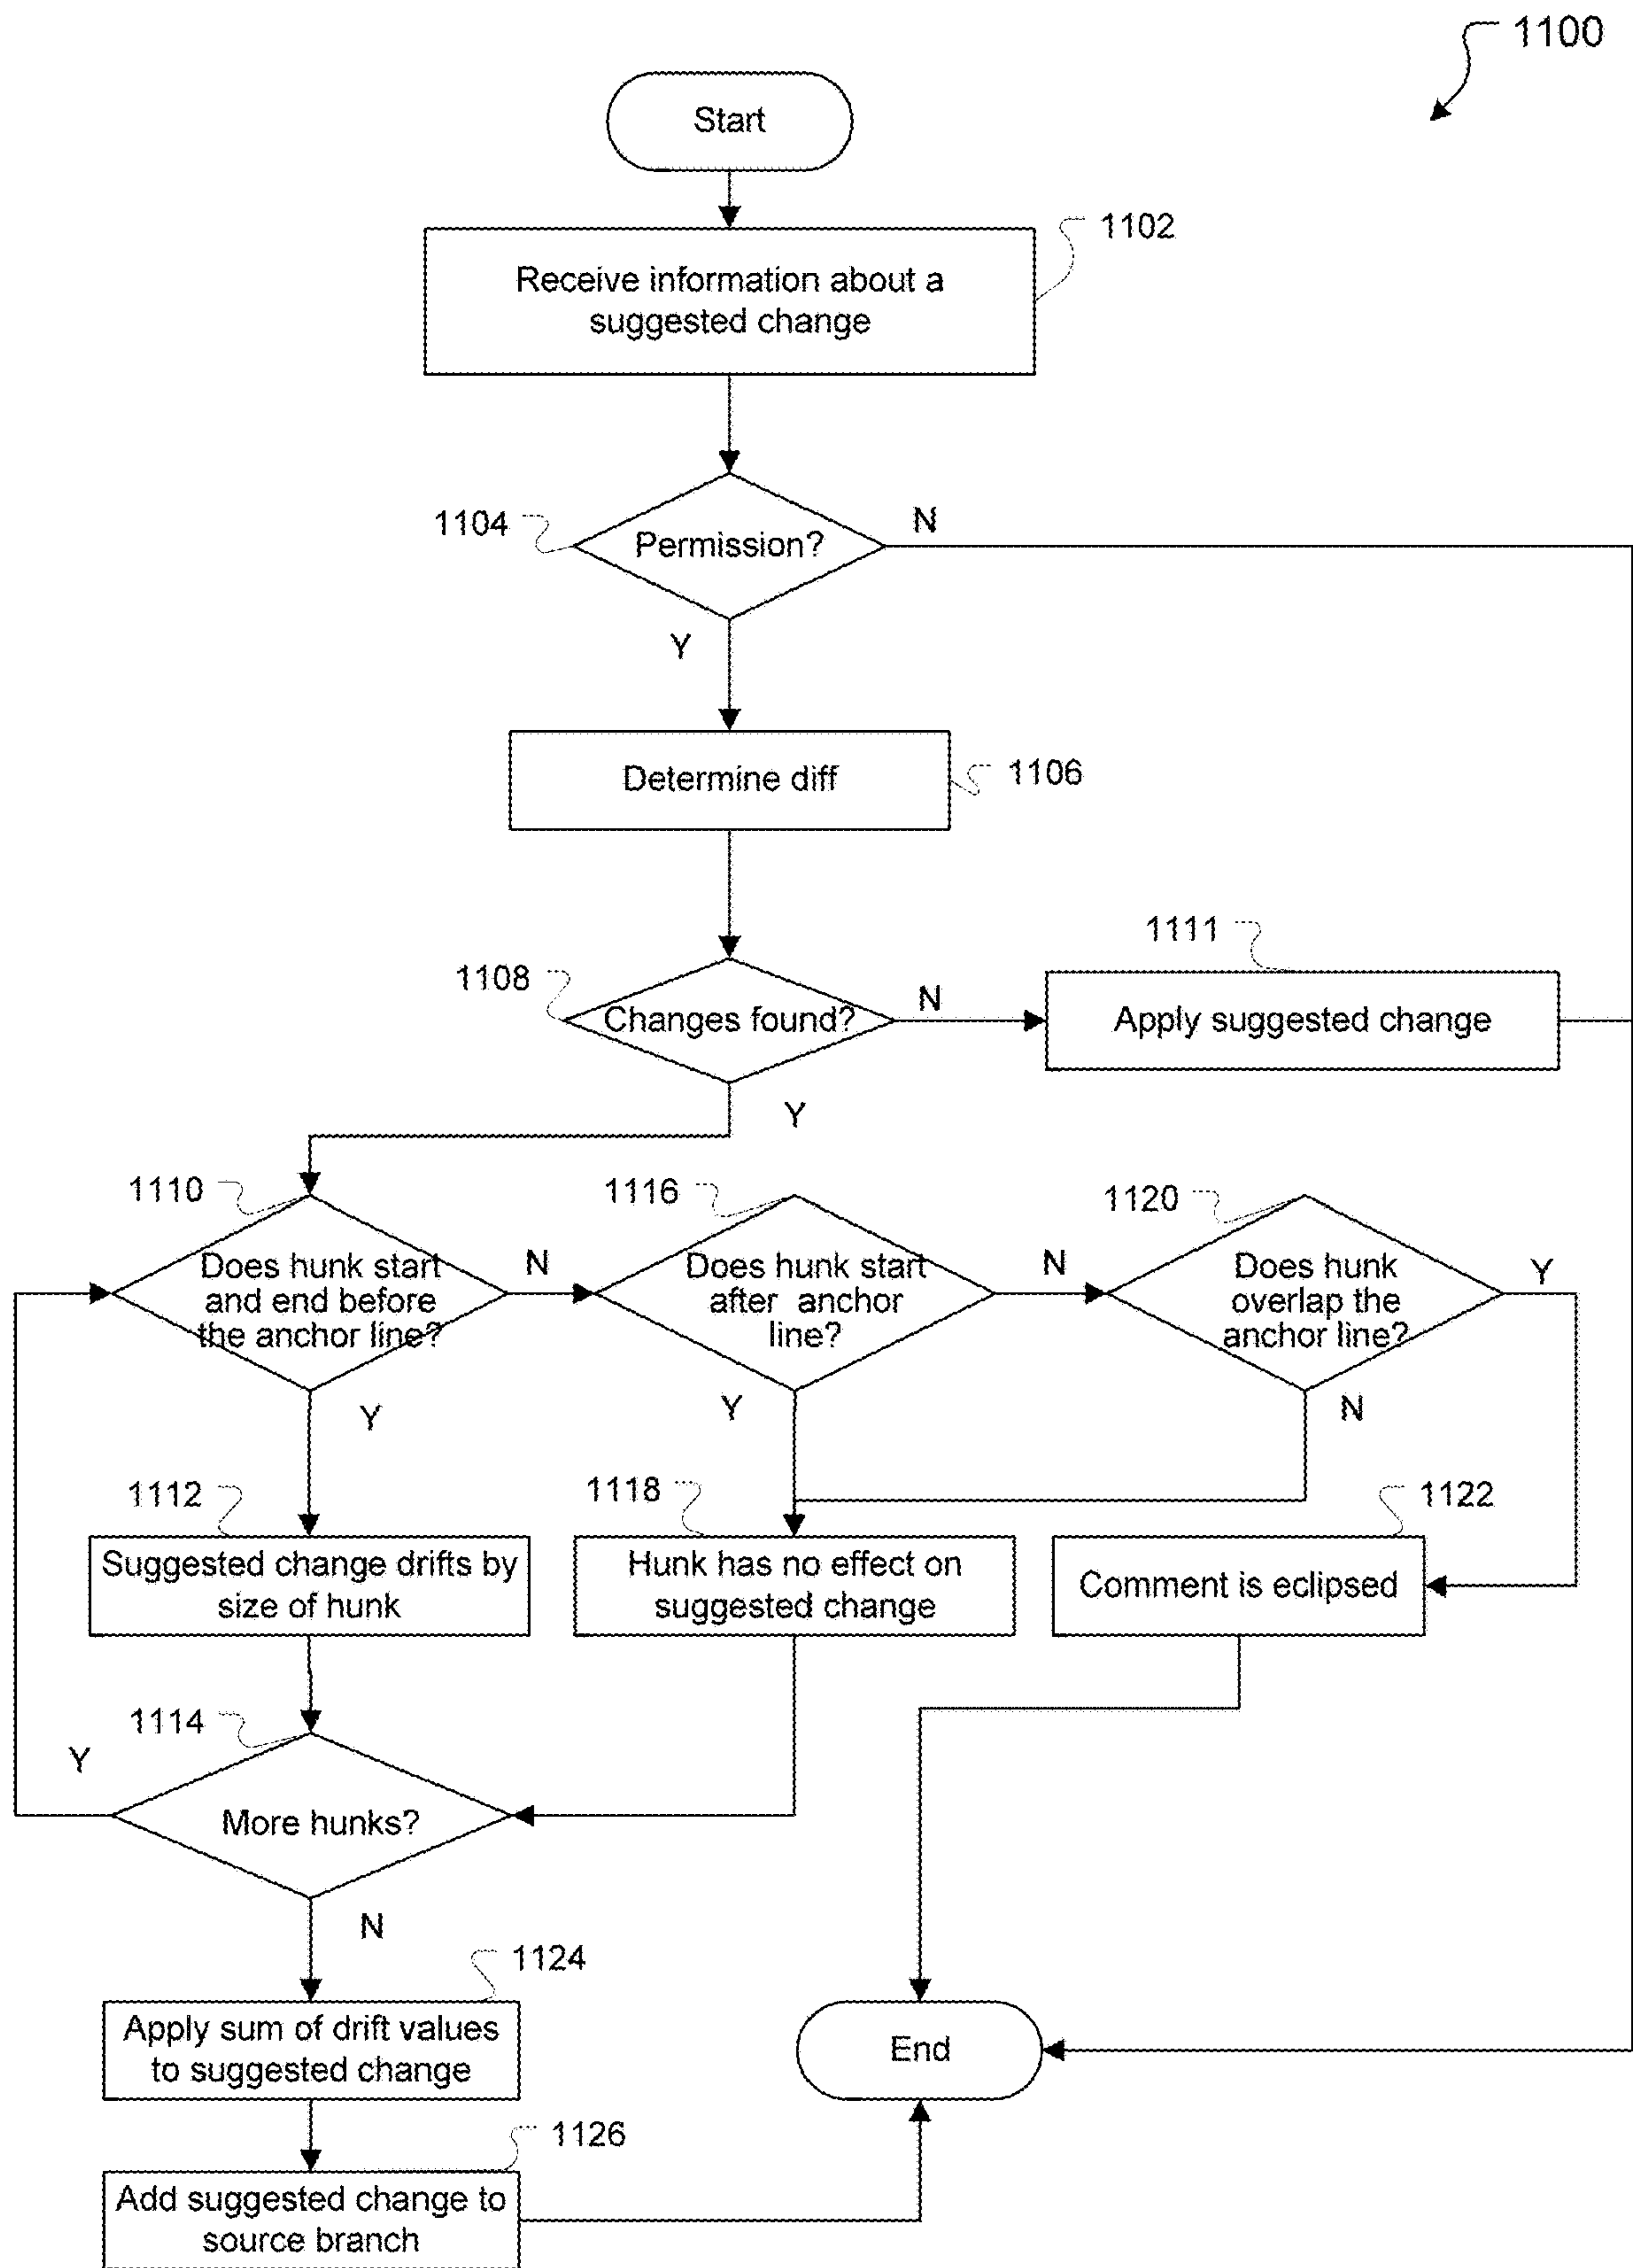 1100
Start
1102
Receive information about a
suggested change
1104
Permission?
N
Y
Determine diff
1106
1111
1108
Changes found?
N
Apply suggested change
Y
1110
1116
1120
Does hunk start
and end before
the anchor line?
N
Does hunk start
after anchor
line?
N
Does hunk
overlap the
anchor line?
Y
Y
Y
N
1112
1118
1122
Suggested change drifts by
size of hunk
Hunk has no effect on
suggested change
Comment is eclipsed
1114
Y
More hunks?
N
1124
Apply sum of drift values
to suggested change
End
1126
Add suggested change to
source branch